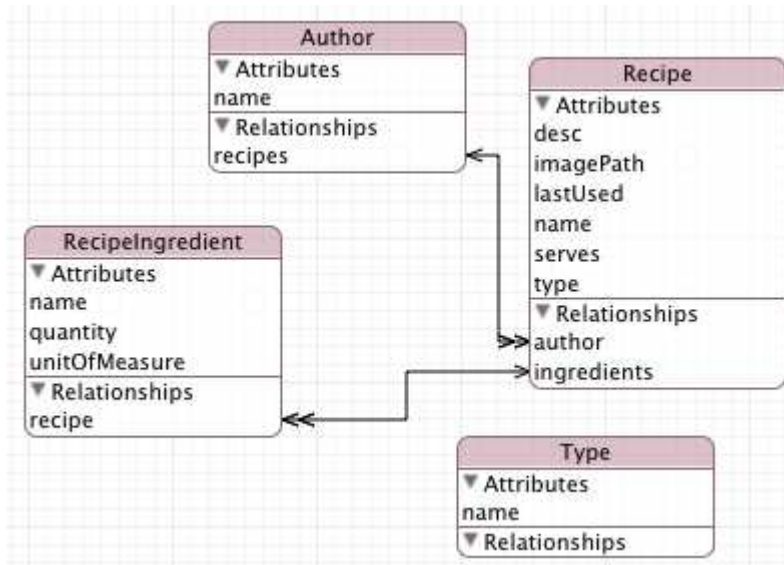 Author
Attributes
name
Relationships
recipes
Recipe
Attributes
desc
imagePath
lastUsed
name
serves
type
Relationships
author
ingredients
RecipeIngredient
Attributes
name
quantity
unitOfMeasure
Relationships
recipe
Type
Attributes
name
Relationships